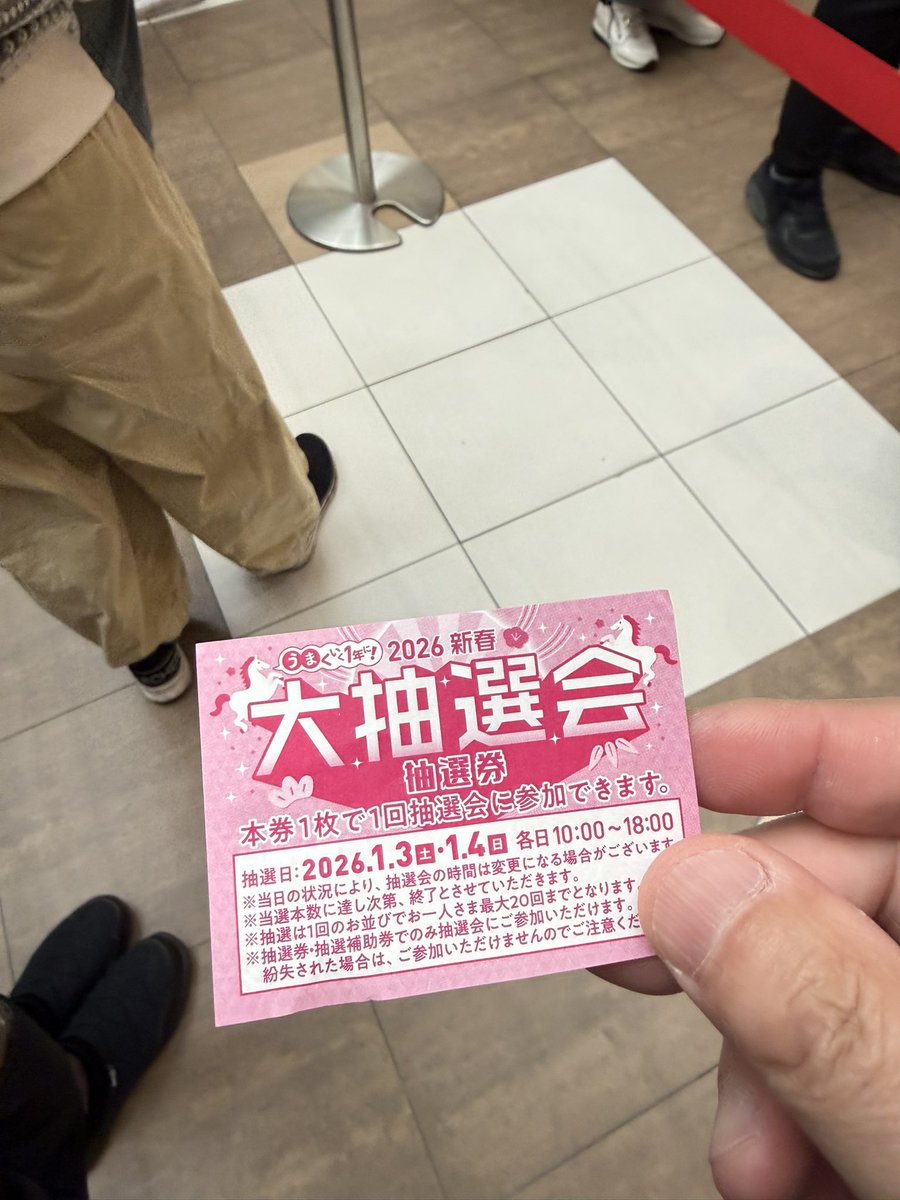 うまくいく1年に! 2026 新春
大抽選会
抽選券
本券1枚で1回抽選会に参加できます。
抽選日:2026.1.3土・1.4日 各日10:00~18:00
※当日の状況により、抽選会の時間は変更になる場合がございます
※当選本数に達し次第、終了とさせていただきます。
※抽選は1回のお並びでお一人さま最大20回までとなります。
※抽選券・抽選補助券でのみ抽選会にご参加いただけます。
紛失された場合は、ご参加いただけませんのでご注意くだ